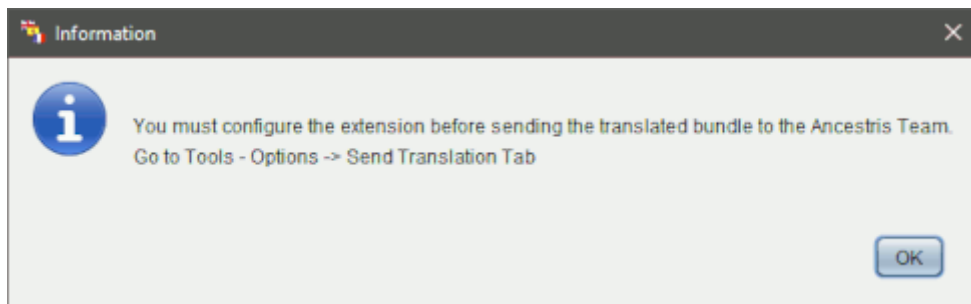 Information
You must configure the extension before sending the translated bundle to the Ancestris Team.
Go to Tools - Options -> Send Translation Tab
OK